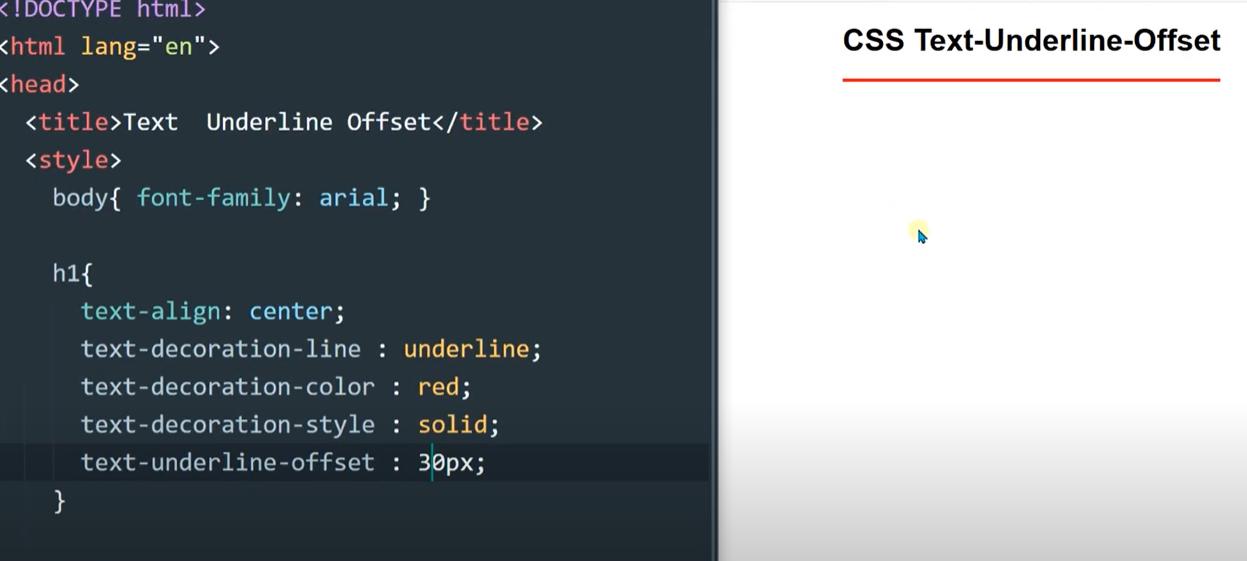 <!DOCTYPE html>
<html lang="en">
<head>
<title>Text  Underline Offset</title>
<style>
body{ font-family: arial; }
h1{
text-align: center;
text-decoration-line : underline;
text-decoration-color : red;
text-decoration-style : solid;
text-underline-offset : 30px;
}
CSS Text-Underline-Offset